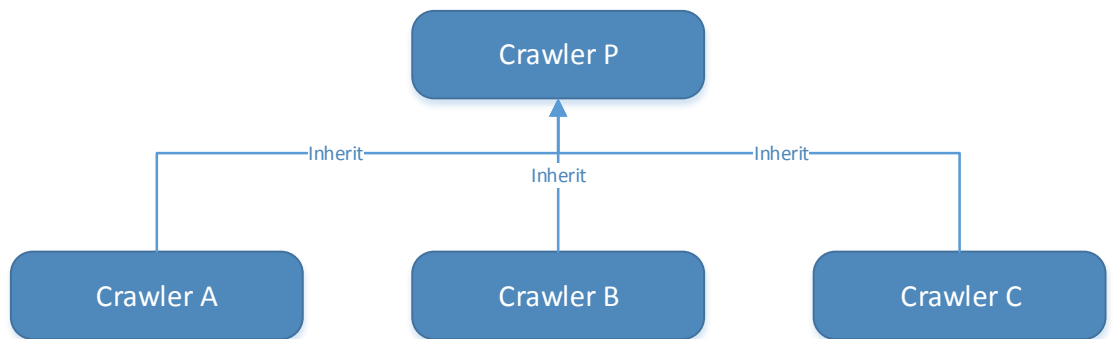 Crawler P
Inherit
Inherit
Inherit
Crawler A
Crawler B
Crawler C